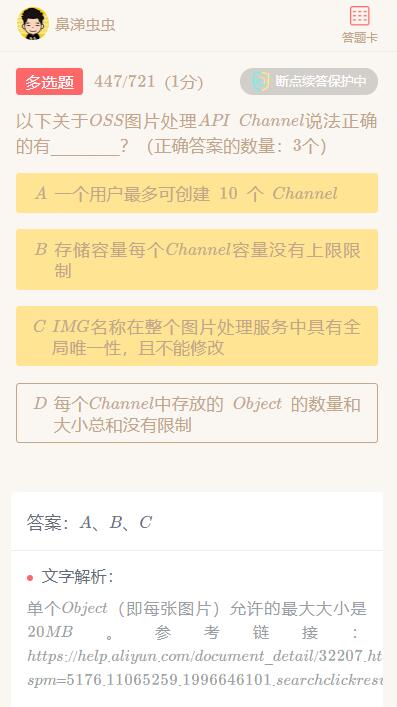 鼻涕虫虫
答题卡
多选题 447/721 (1分) 断点续答保护中
以下关于OSS图片处理API Channel说法正确
的有_______？（正确答案的数量：3个）
A 一个用户最多可创建 10 个 Channel
B 存储容量每个Channel容量没有上限限
制
C IMG名称在整个图片处理服务中具有全
局唯一性，且不能修改
D 每个Channel中存放的 Object 的数量和
大小总和没有限制
答案：A、B、C
文字解析：
单个Object（即每张图片）允许的最大大小是
20MB 。 参 考 链 接 ：
https://help.aliyun.com/document_detail/32207.ht
spm=5176.11065259.1996646101.searchclickresu